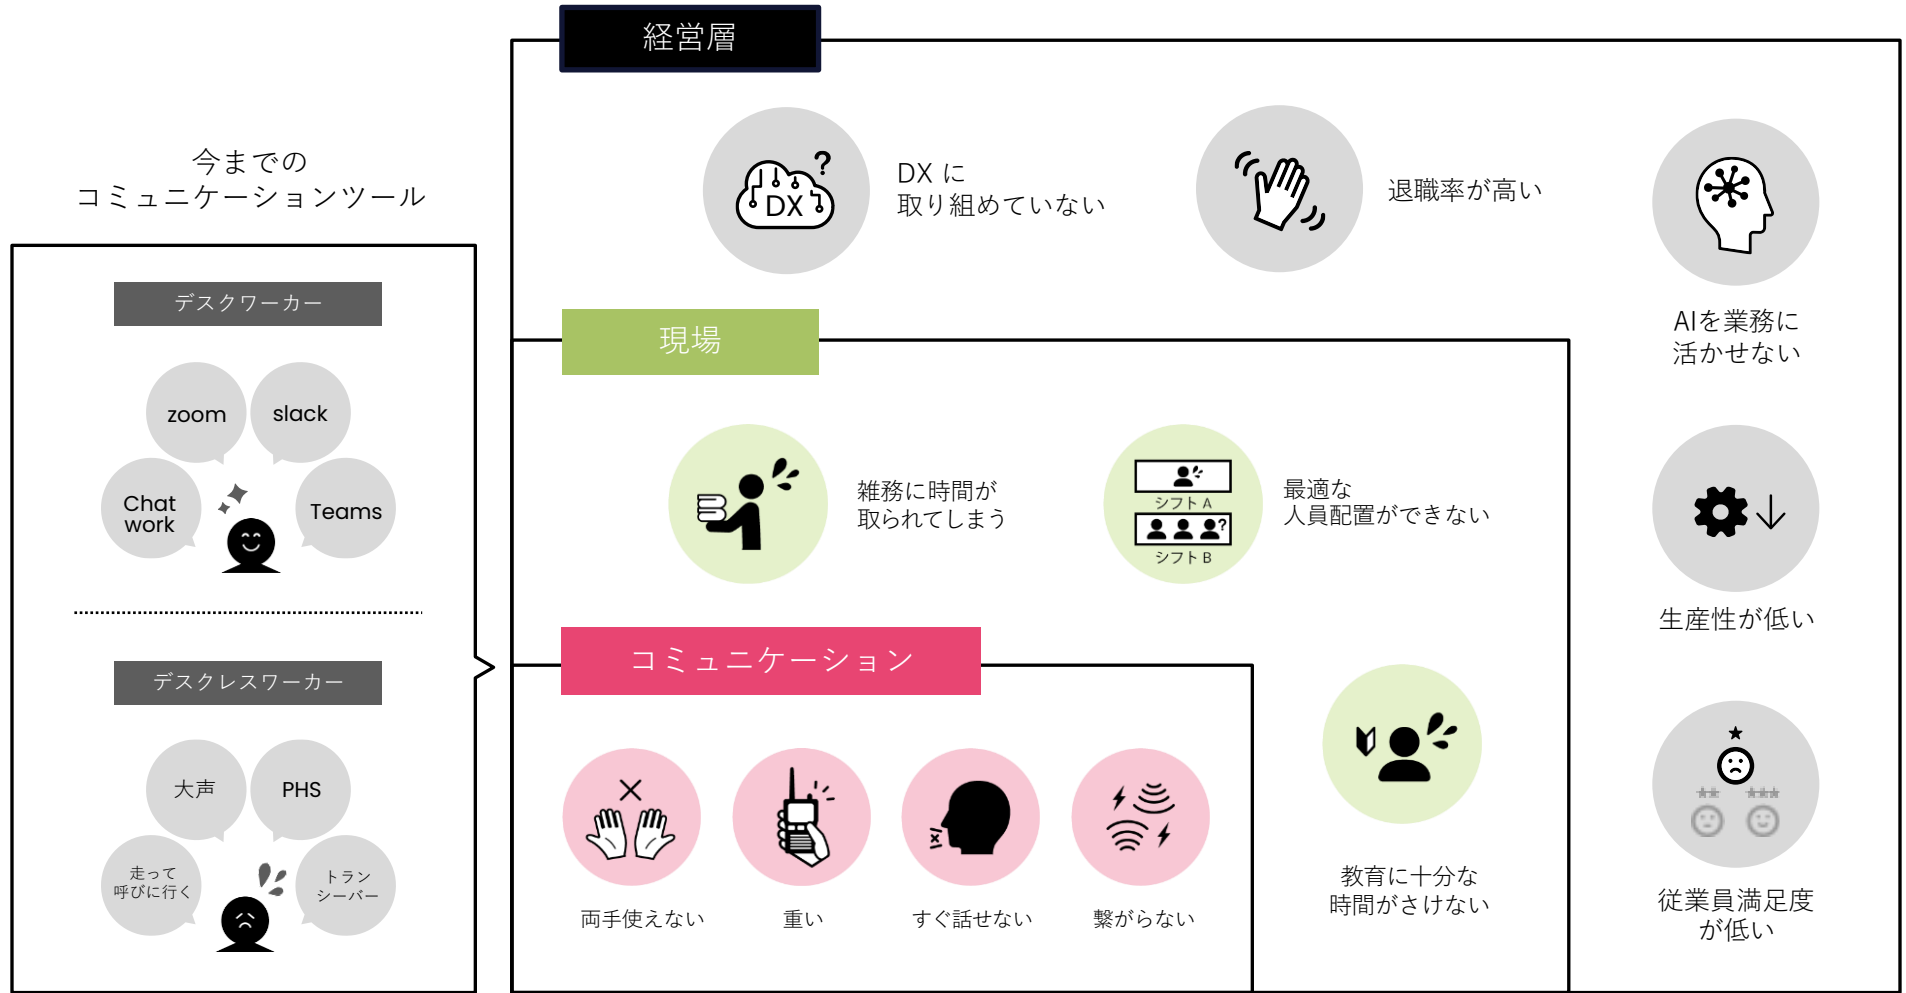 今までの
コミュニケーションツール
デスクワーカー
zoom
slack
Chat
work
Teams
デスクレスワーカー
大声
PHS
走って
呼びに行く
トラン
シーバー
経営層
DX
?
DX に
取り組めていない
退職率が高い
AIを業務に
活かせない
生産性が低い
従業員満足度
が低い
現場
雑務に時間が
取られてしまう
シフト A
?
シフト B
最適な
人員配置ができない
教育に十分な
時間がさけない
コミュニケーション
両手使えない
重い
すぐ話せない
繋がらない